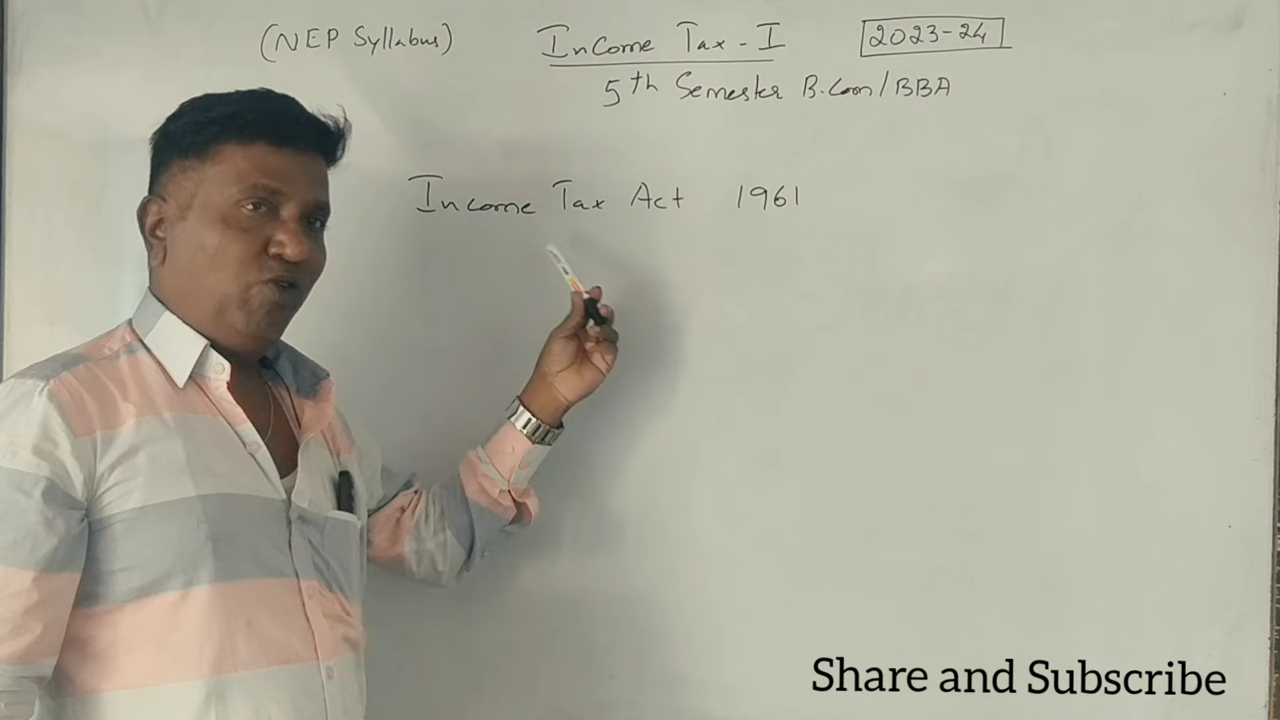 (NEP Syllabus) Income Tax - I 2023-24
5th Semester B.Com/BBA
Income Tax Act 1961
Share and Subscribe